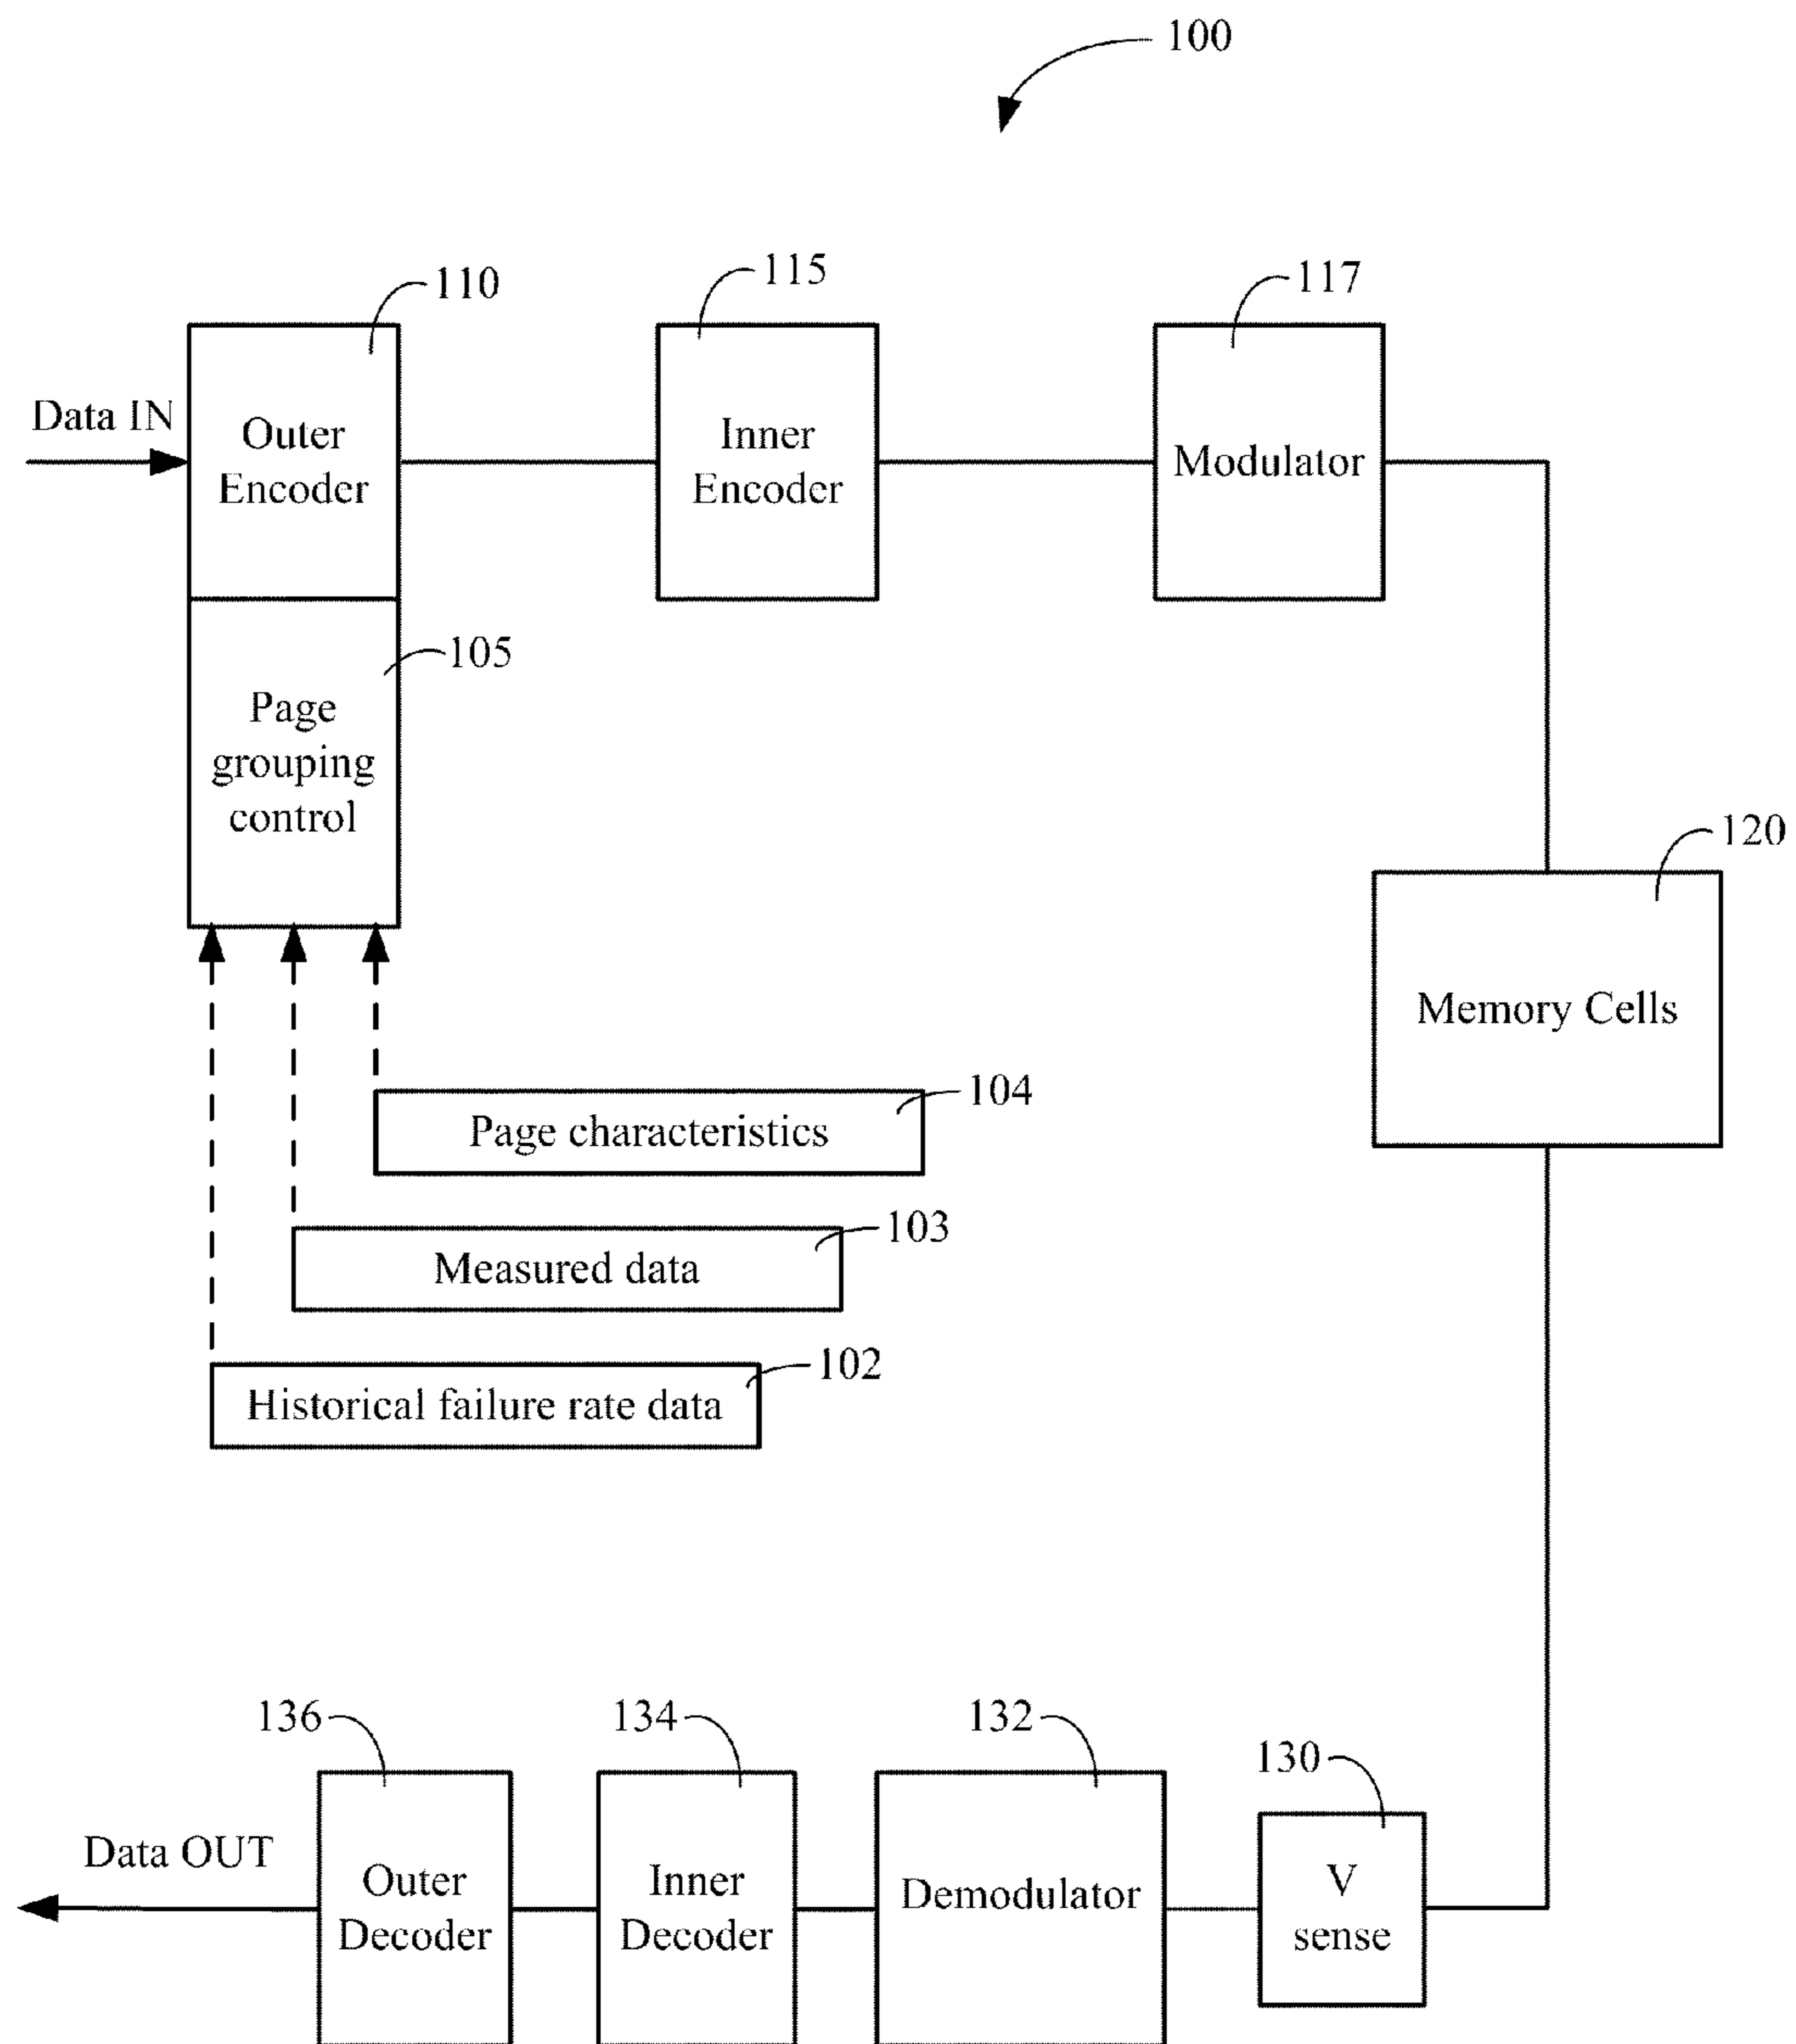 100
110
115
117
Data IN
Outer
Encoder
Inner
Encoder
Modulator
105
Page
grouping
control
120
Memory Cells
104
Page characteristics
103
Measured data
102
Historical failure rate data
136
134
132
130
Data OUT
Outer
Decoder
Inner
Decoder
Demodulator
V
sense